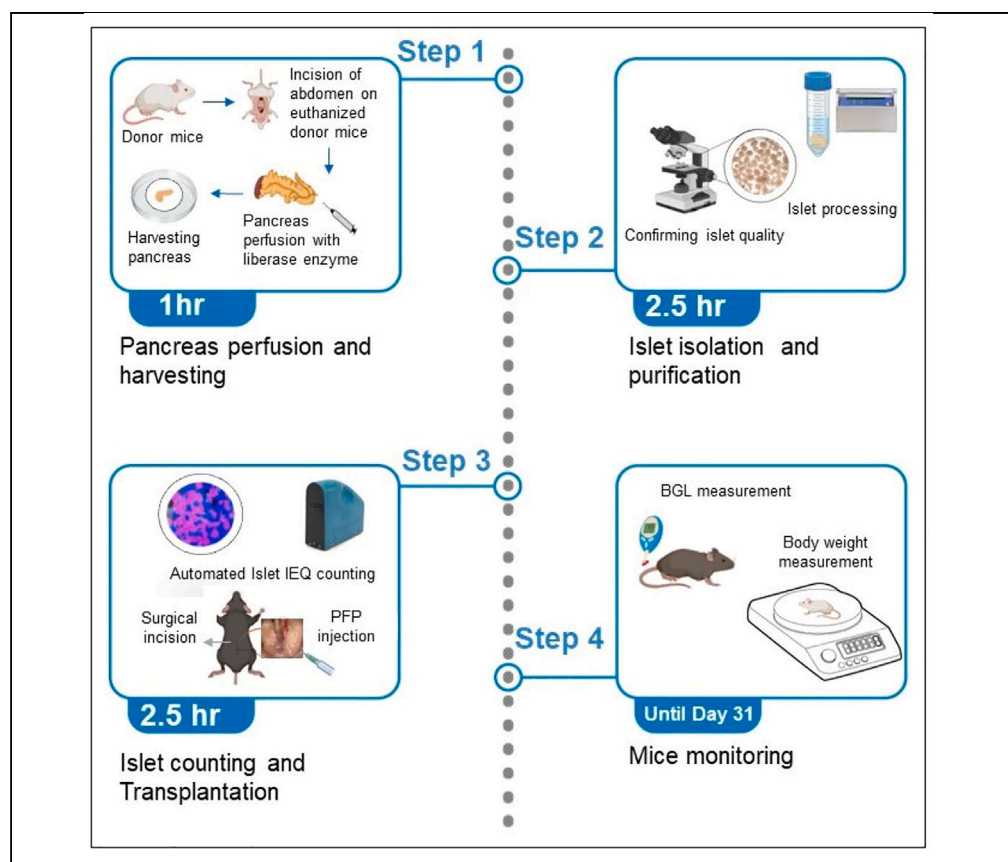 Step 1
Donor mice
Incision of
abdomen on
euthanized
donor mice
Harvesting
pancreas
Pancreas
perfusion with
liberase enzyme
1hr
Pancreas perfusion and
harvesting
Step 2
Confirming islet quality
Islet processing
2.5 hr
Islet isolation and
purification
Step 3
Automated Islet IEQ counting
Surgical
incision
PFP
injection
2.5 hr
Islet counting and
Transplantation
Step 4
BGL measurement
Body weight
measurement
Until Day 31
Mice monitoring